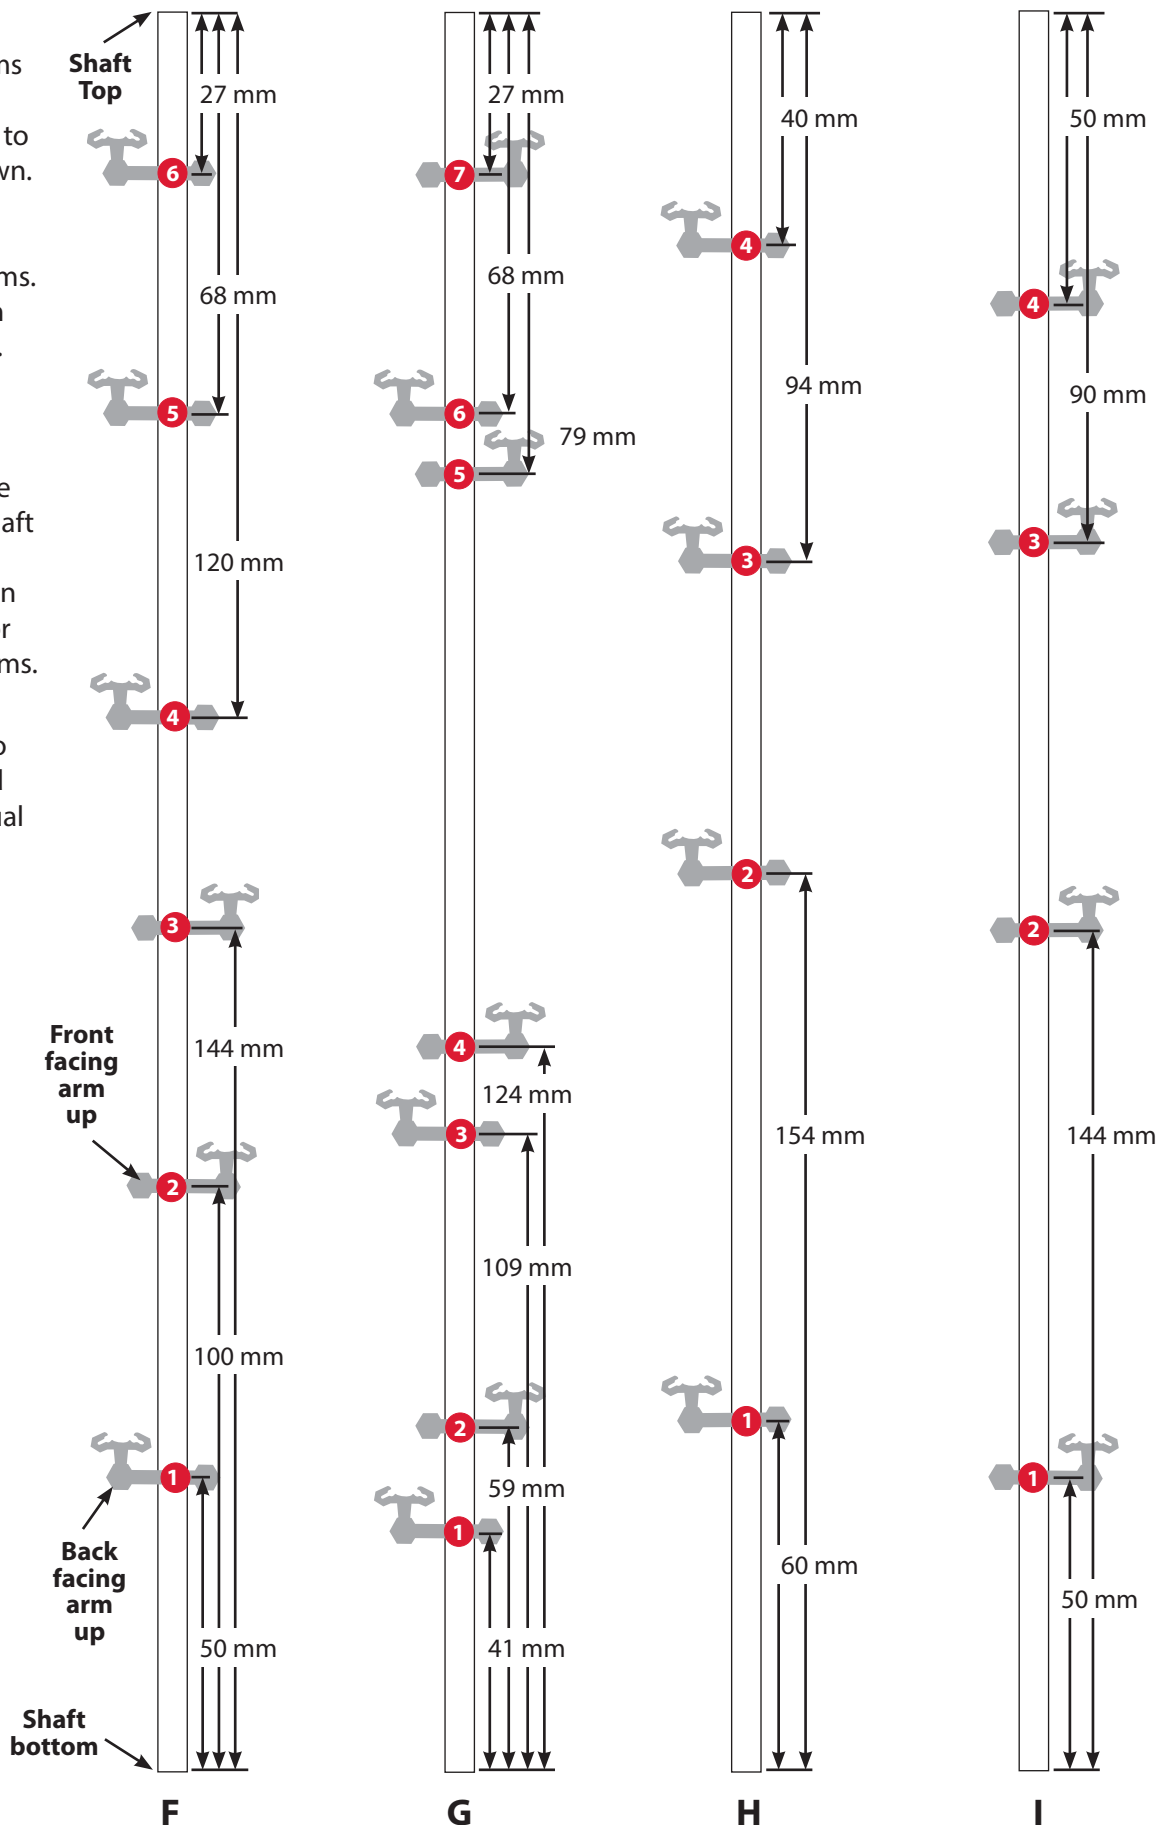 ns
to
wn.
ms.
aft
ms.
ual
Shaft
Top
27 mm
6
68 mm
5
120 mm
4
3
144 mm
Front
facing
arm
up
2
100 mm
1
Back
facing
arm
up
50 mm
Shaft
bottom
F
27 mm
7
68 mm
6
79 mm
5
4
124 mm
3
109 mm
2
59 mm
1
41 mm
G
40 mm
4
94 mm
3
2
154 mm
1
60 mm
H
50 mm
4
90 mm
3
2
144 mm
1
50 mm
I